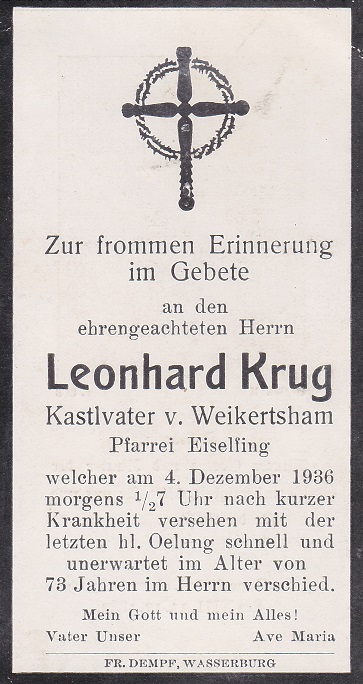 Zur frommen Erinnerung
im Gebete
an den
ehrengeachteten Herrn
Leonhard Krug
Kastlvater v. Weikertsham
Pfarrei Eiselfing
welcher am 4. Dezember 1936
morgens 1/27 Uhr nach kurzer
Krankheit versehen mit der
letzten hl. Oelung schnell und
unerwartet im Alter von
73 Jahren im Herrn verschied.
Mein Gott und mein Alles!
Vater Unser Ave Maria
FR. DEMPF, WASSERBURG